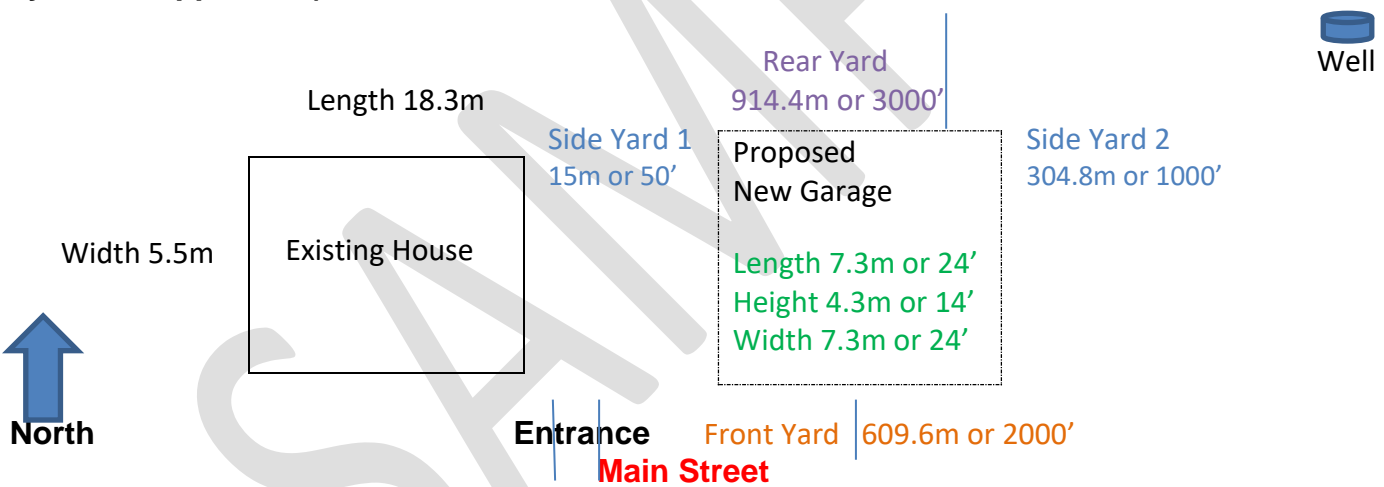 Rear Yard
914.4m or 3000’
Well
Length 18.3m
Side Yard 1
15m or 50’
Proposed
New Garage
Side Yard 2
304.8m or 1000’
Width 5.5m
Existing House
Length 7.3m or 24’
Height 4.3m or 14’
Width 7.3m or 24’
North
Entrance
Front Yard 609.6m or 2000’
Main Street